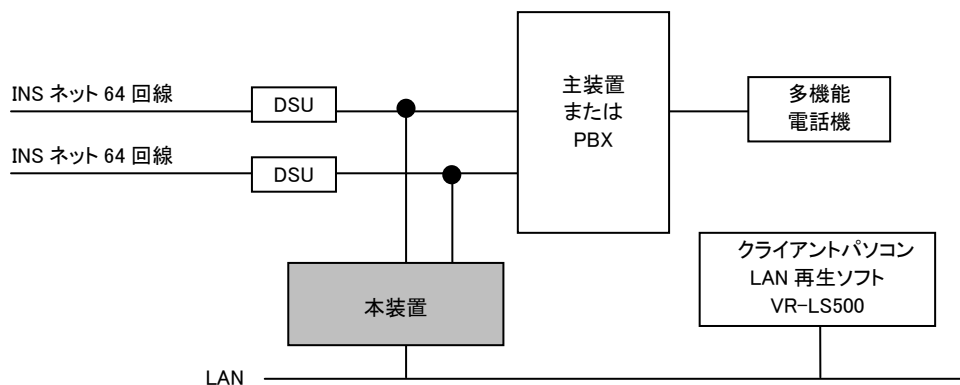 INS ネット 64 回線
DSU
INS ネット 64 回線
DSU
主装置
または
PBX
多機能
電話機
本装置
クライアントパソコン
LAN 再生ソフト
VR-LS500
LAN